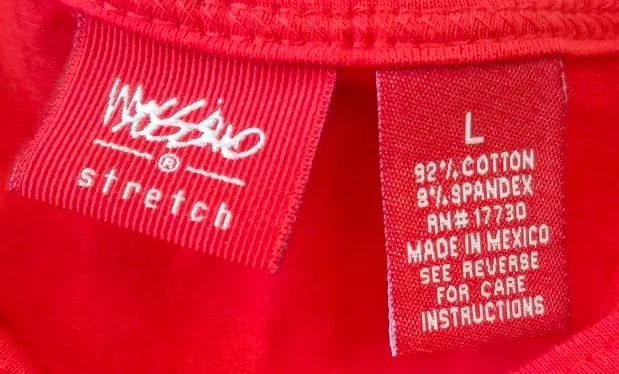 Mossimo
®
stretch
L
92% COTTON
8% SPANDEX
RN#17730
MADE IN MEXICO
SEE REVERSE
FOR CARE
INSTRUCTIONS